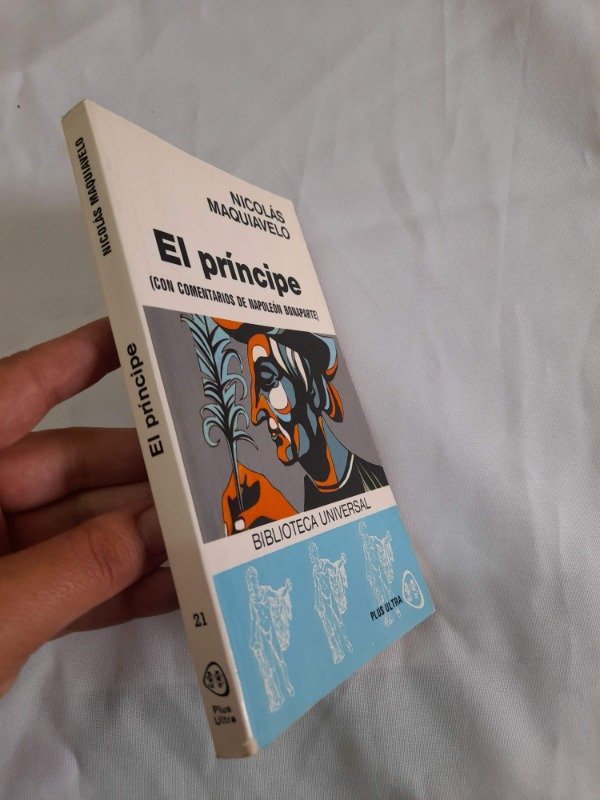 NICOLÁS MAQUIAVELO
El príncipe
21
Plus
Ultra
NICOLÁS
MAQUIAVELO
El príncipe
(CON COMENTARIOS DE NAPOLEÓN BONAPARTE)
BIBLIOTECA UNIVERSAL
PLUS ULTRA